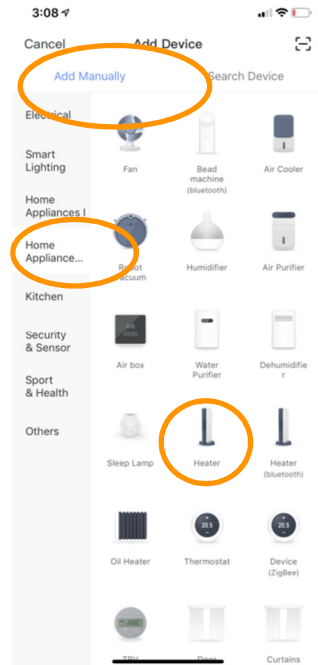 3:08
Cancel
Add Device
Add Manually
Search Device
Electrical
Smart
Lighting
Home
Appliances I
Home
Appliance...
Kitchen
Security
& Sensor
Sport
& Health
Others
Fan
Bead
machine
(bluetooth)
Air Cooler
Robot
Vacuum
Humidifier
Air Purifier
Air box
Water
Purifier
Dehumidifie
r
Sleep Lamp
Heater
Heater
(bluetooth)
Oil Heater
20.5
Thermostat
20.5
Device
(ZigBee)
TRV
Door
Curtains